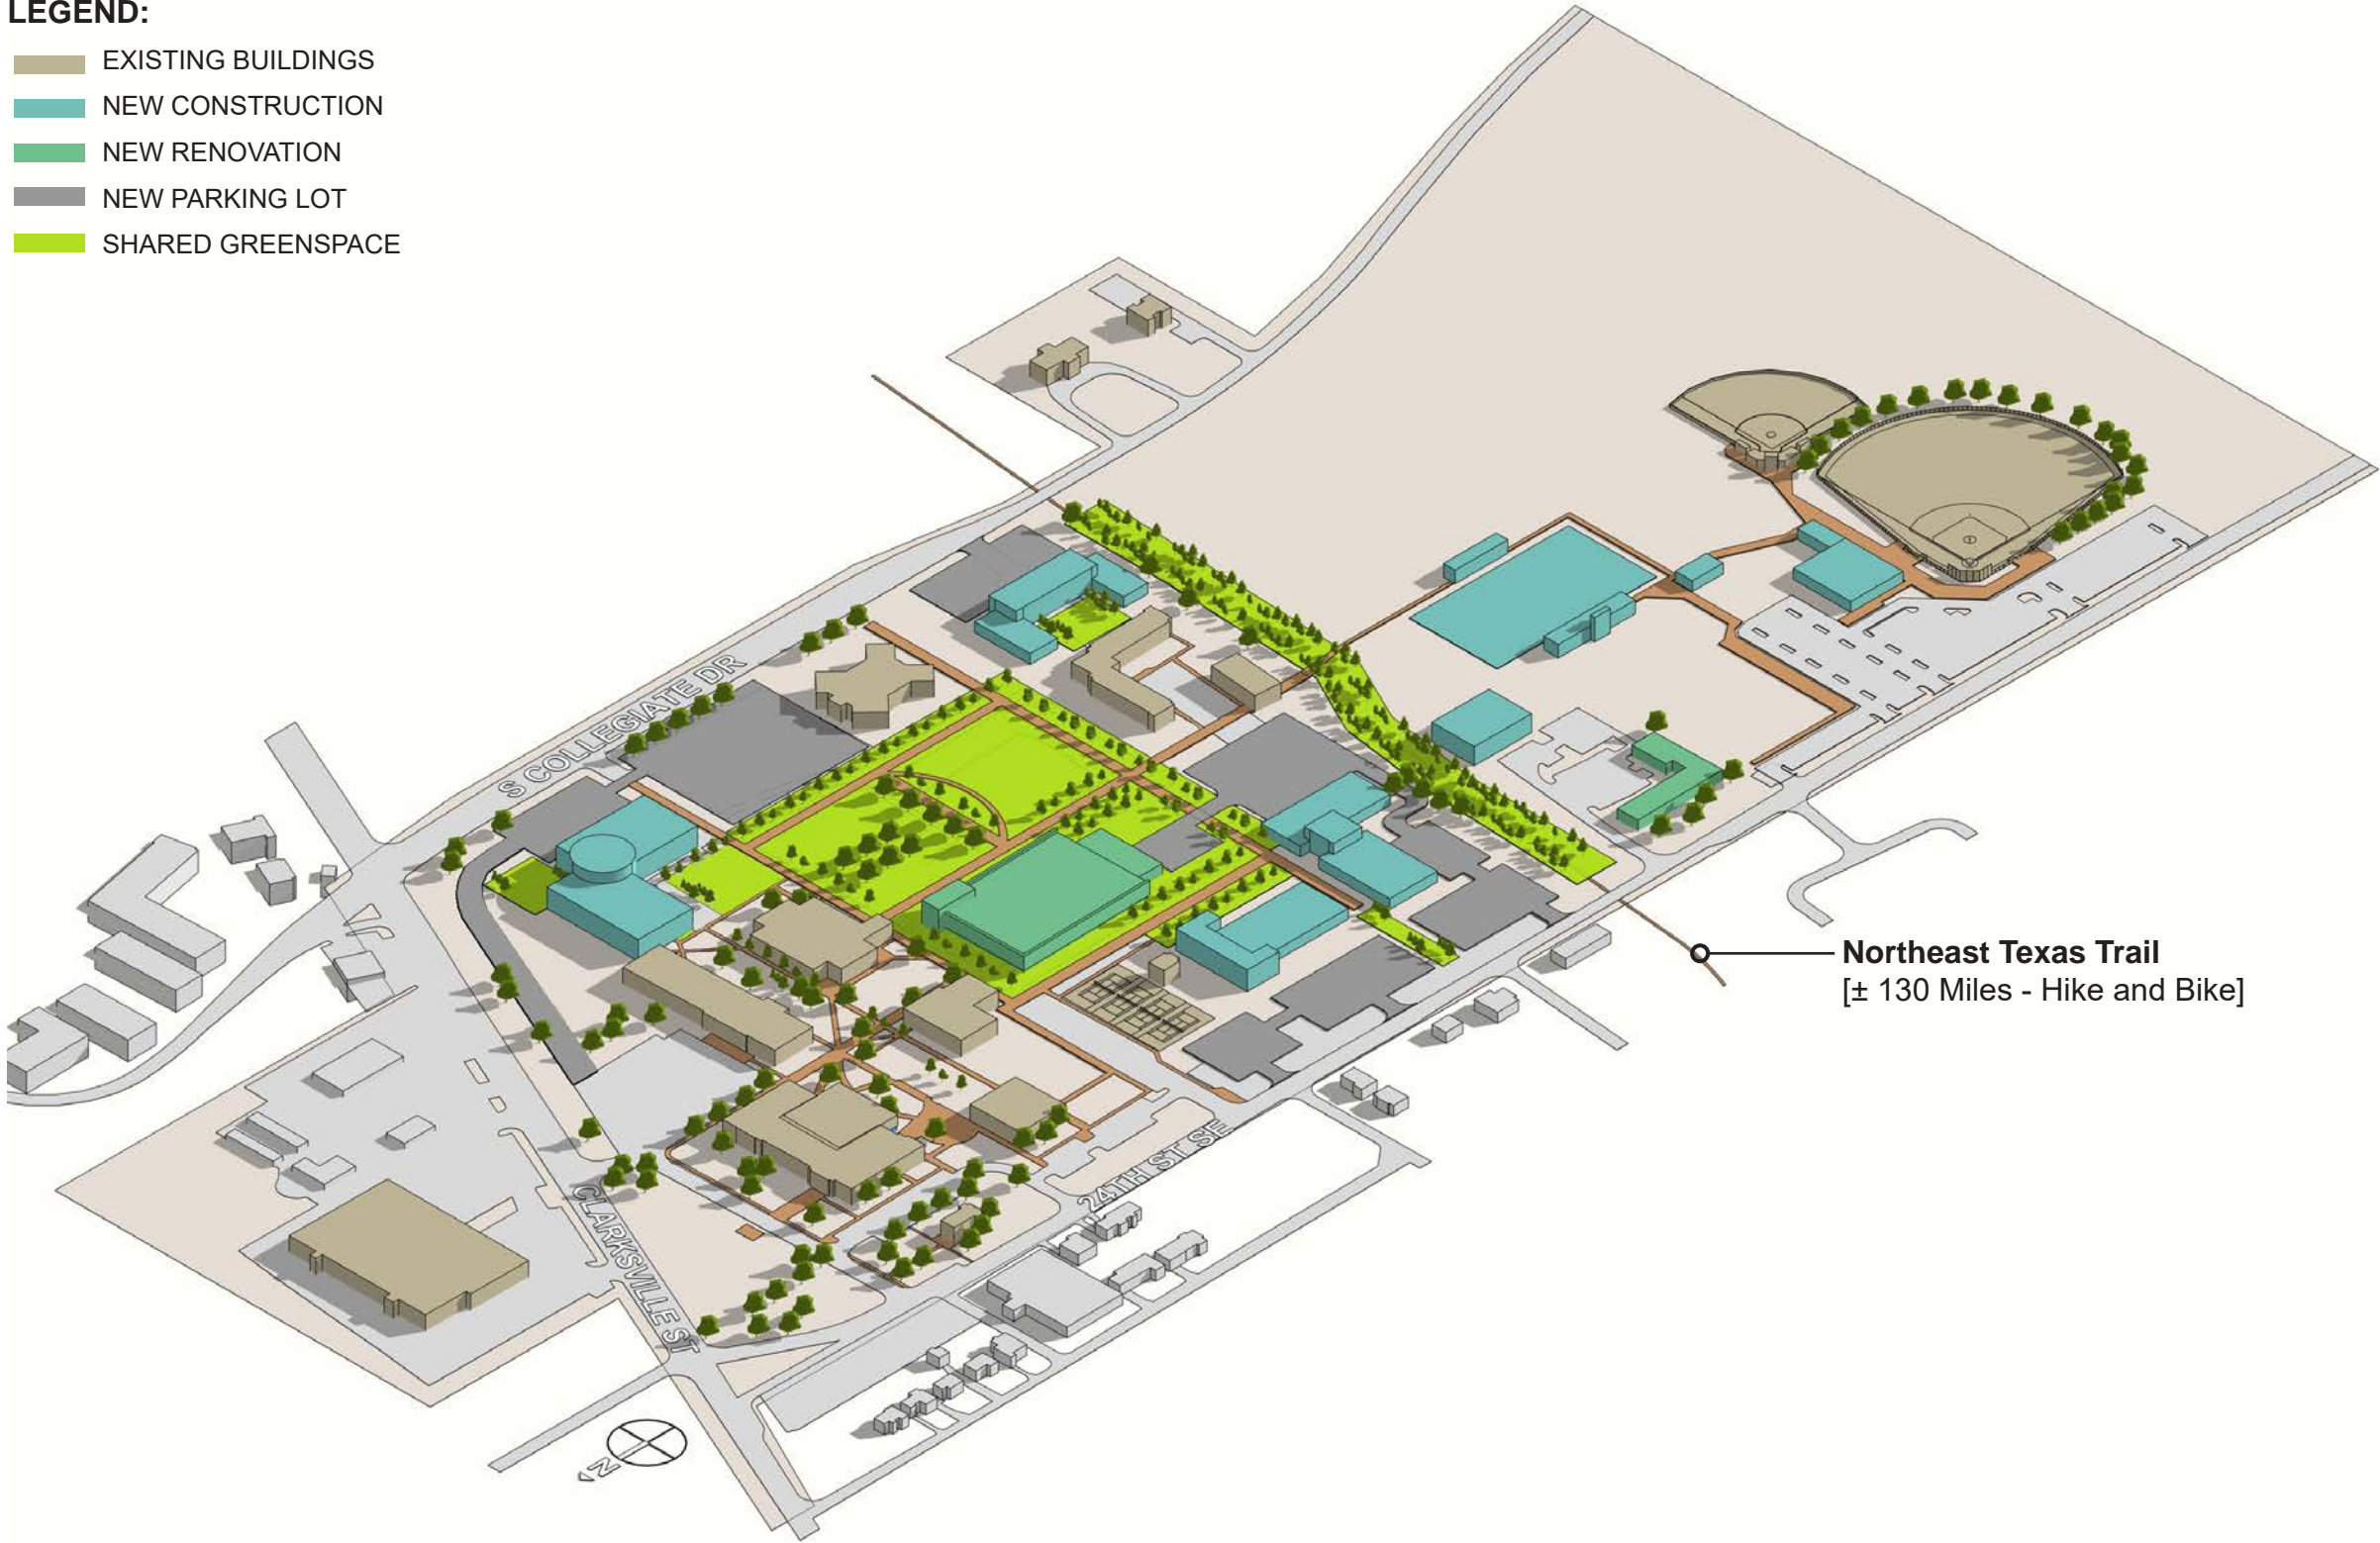 LEGEND:
EXISTING BUILDINGS
NEW CONSTRUCTION
NEW RENOVATION
NEW PARKING LOT
SHARED GREENSPACE
S COLLEGIATE DR
Northeast Texas Trail
[± 130 Miles - Hike and Bike]
24TH ST SE
CLARKSVILLE ST
N